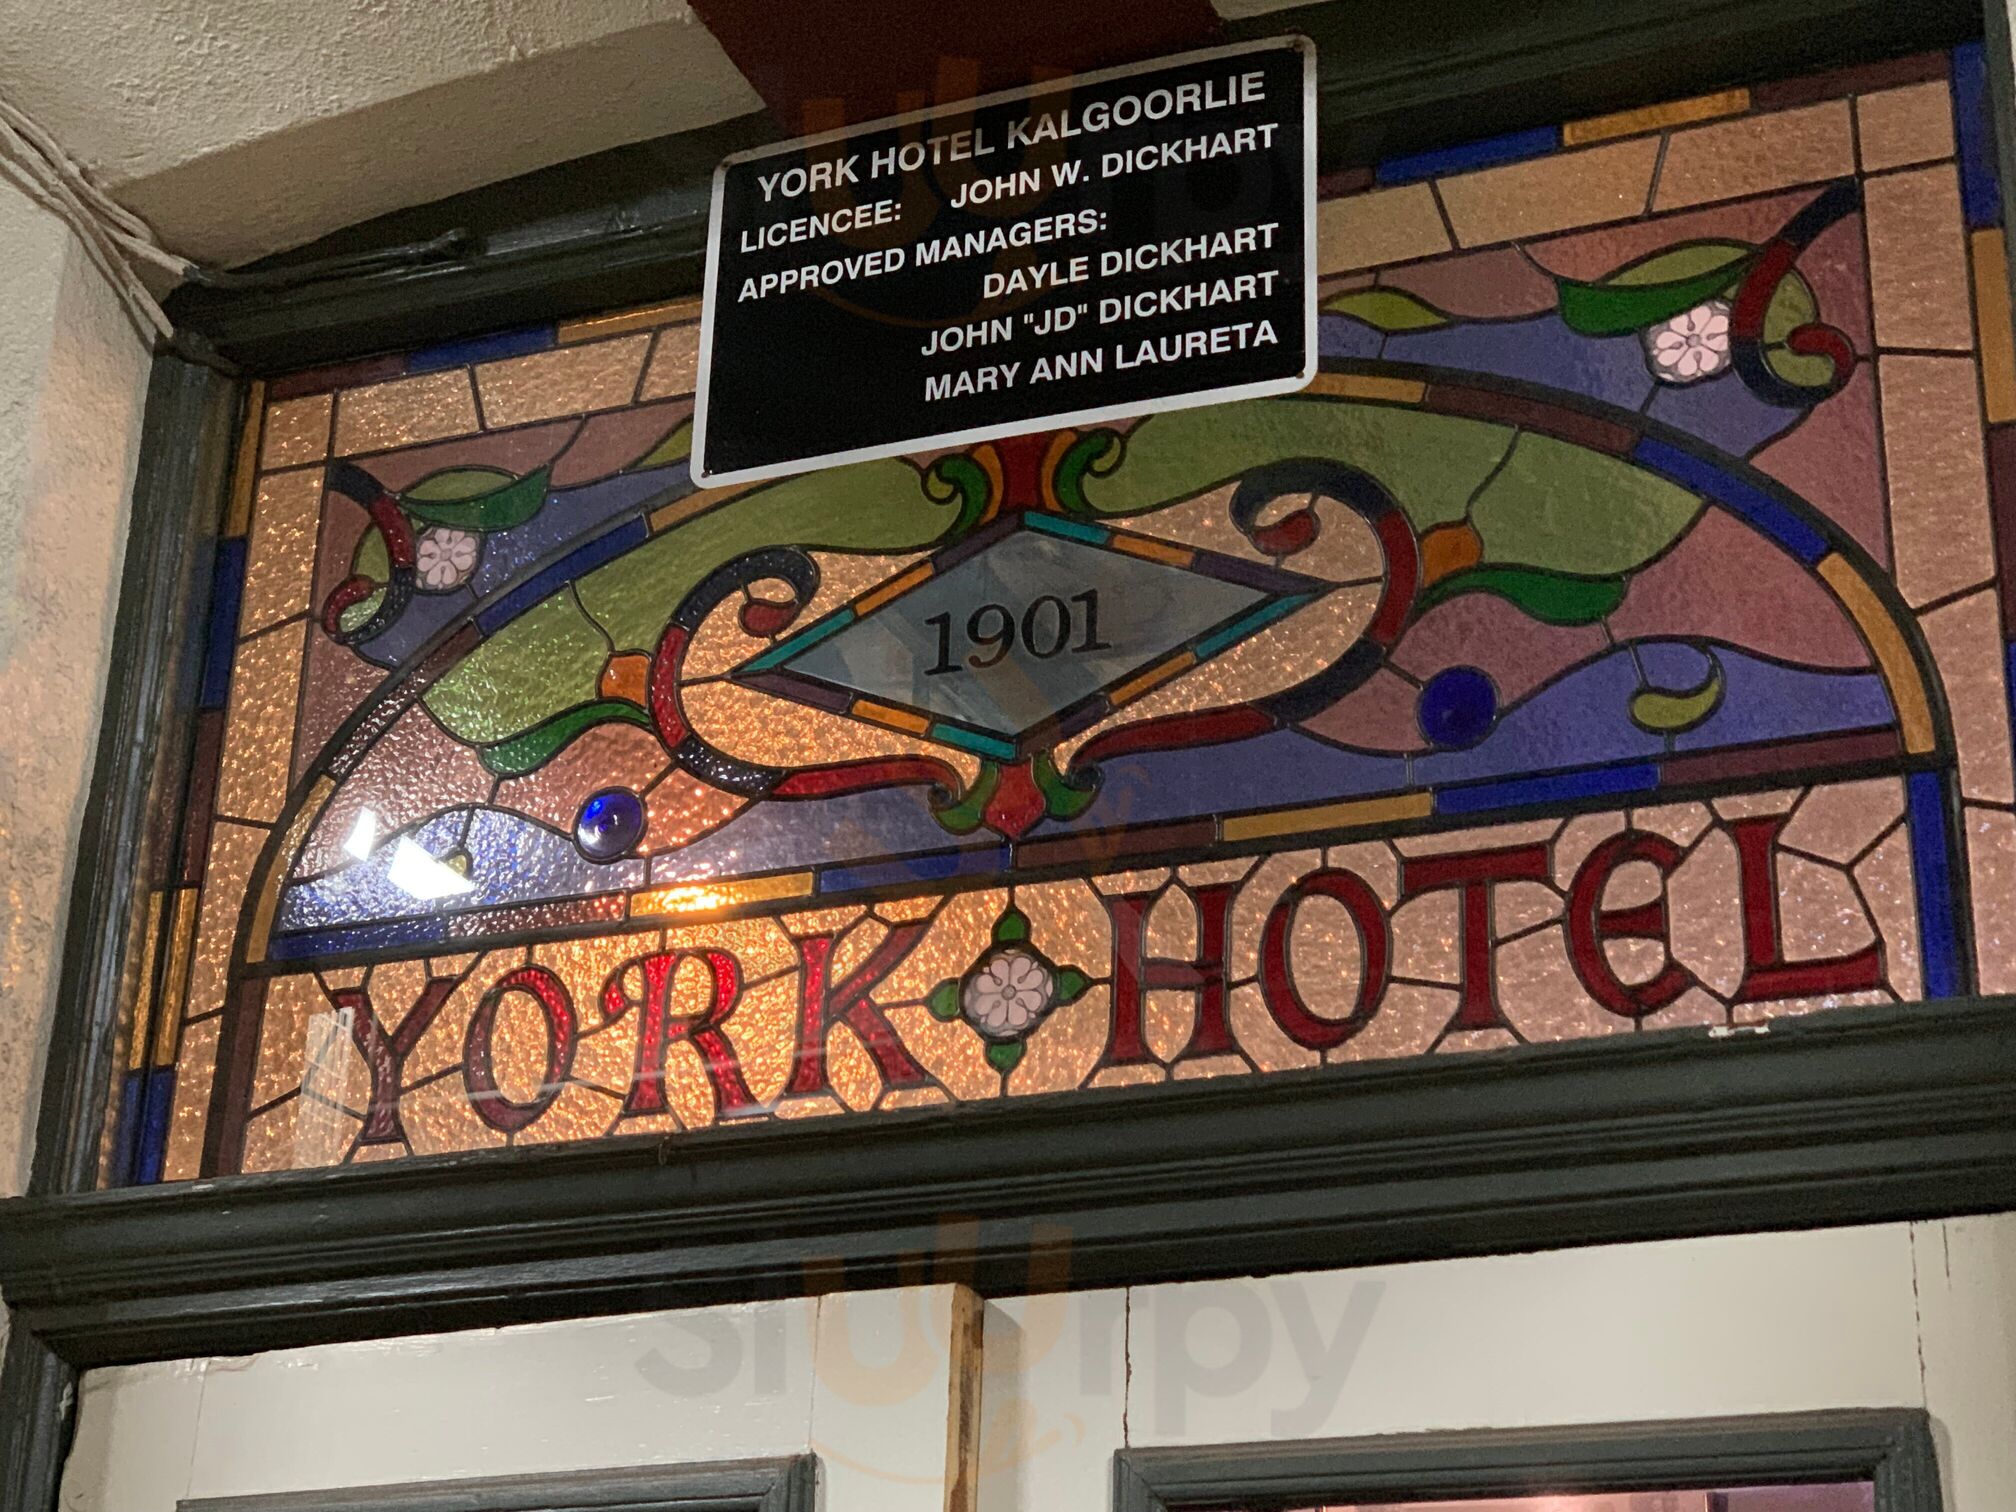 YORK HOTEL KALGOORLIE
LICENCEE: JOHN W. DICKHART
APPROVED MANAGERS:
DAYLE DICKHART
JOHN "JD" DICKHART
MARY ANN LAURETA
1901
YORK HOTEL
slurrpy